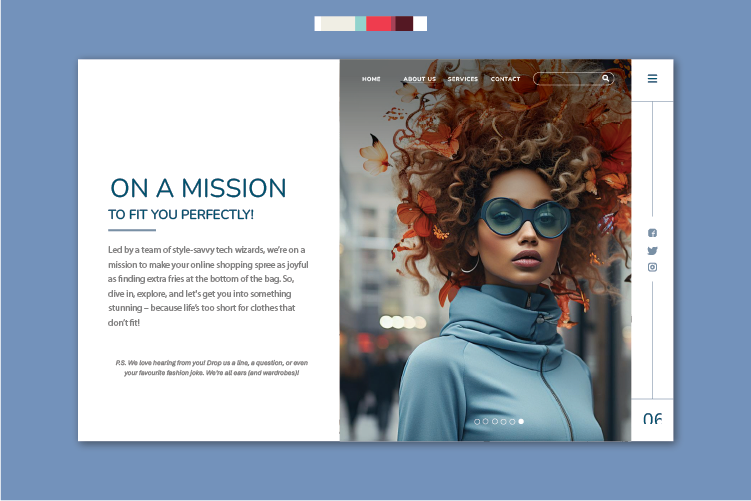 HOME ABOUT US SERVICES CONTACT
ON A MISSION
TO FIT YOU PERFECTLY!
Led by a team of style-savvy tech wizards, we're on a
mission to make your online shopping spree as joyful
as finding extra fries at the bottom of the bag. So,
dive in, explore, and let's get you into something
stunning – because life's too short for clothes that
don't fit!
P.S. We love hearing from you! Drop us a line, a question, or even
your favourite fashion joke. We're all ears (and wardrobes)!
06